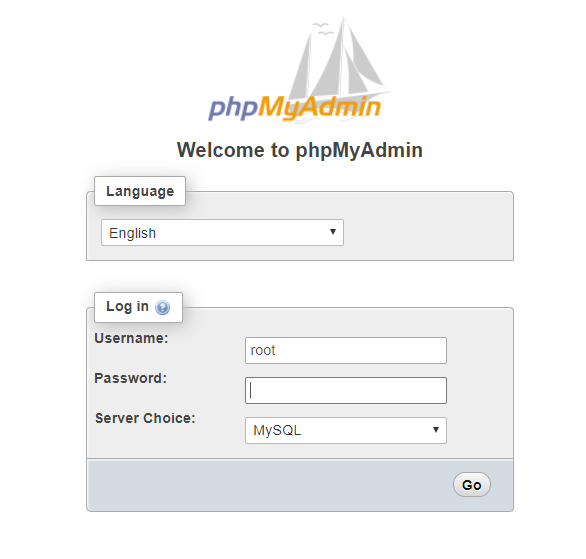 phpMyAdmin
Welcome to phpMyAdmin
Language
English
Log in
Username:
root
Password:
Server Choice:
MySQL
Go